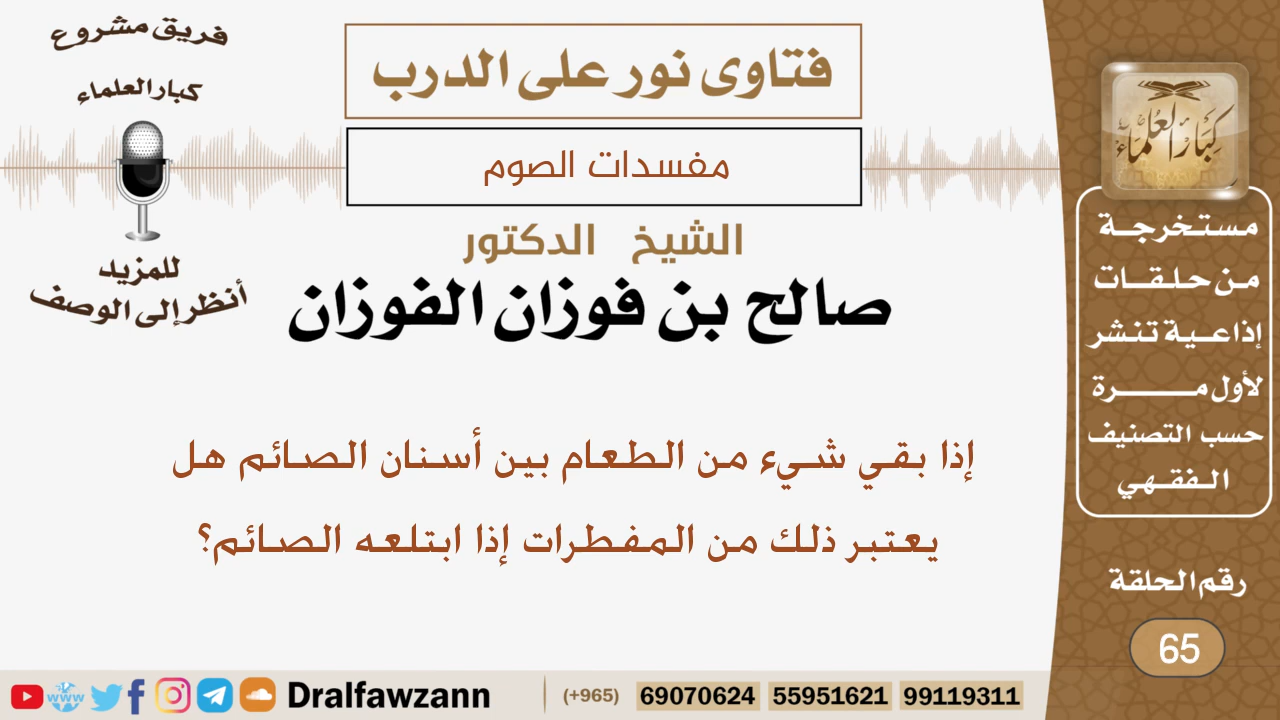 فريق مشروع
كبار العلماء
للمزيد
أنظر إلى الوصف
فتاوى نور على الدرب
مفسدات الصوم
الشيخ الدكتور
صالح بن فوزان الفوزان
إذا بقي شيء من الطعام بين أسنان الصائم هل
يعتبر ذلك من المفطرات إذا ابتلعه الصائم؟
كبار العلماء
مستخرجة
من حلقات
إذاعية تنشر
لأول مرة
حسب التصنيف
الفقهي
رقم الحلقة
65
www
Dralfawzann
(+965) 69070624 55951621 99119311